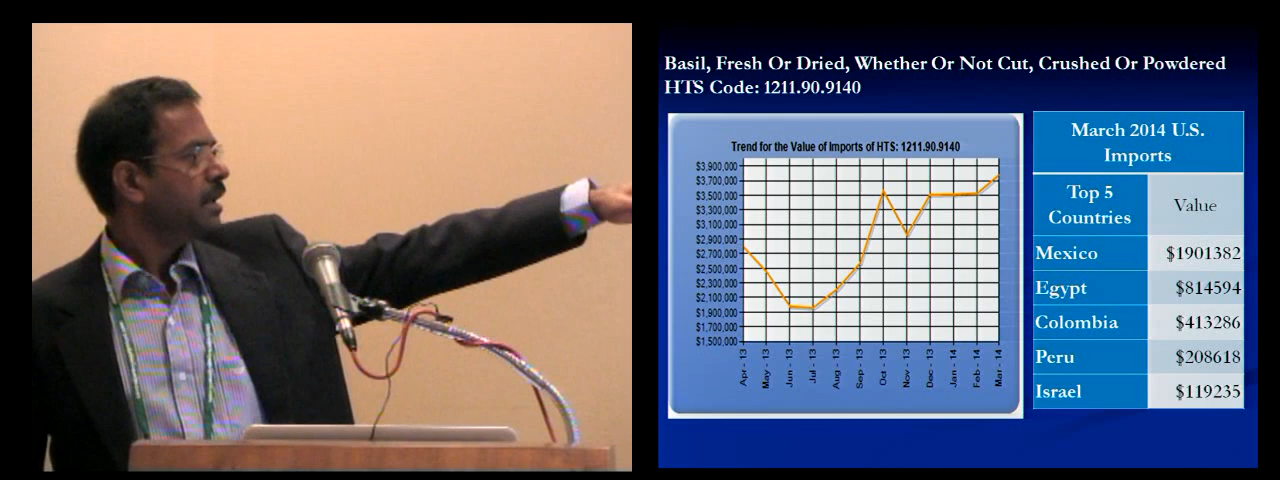 Basil, Fresh Or Dried, Whether Or Not Cut, Crushed Or Powdered
HTS Code: 1211.90.9140
Trend for the Value of Imports of HTS: 1211.90.9140
$3,900,000
$3,700,000
$3,500,000
$3,300,000
$3,100,000
$2,900,000
$2,700,000
$2,500,000
$2,300,000
$2,100,000
$1,900,000
$1,700,000
$1,500,000
Apr - 13
May - 13
Jun - 13
Jul - 13
Aug - 13
Sep - 13
Oct - 13
Nov - 13
Dec - 13
Jan - 14
Feb - 14
Mar - 14
March 2014 U.S.
Imports
Top 5
Countries
Value
Mexico $1901382
Egypt $814594
Colombia $413286
Peru $208618
Israel $119235